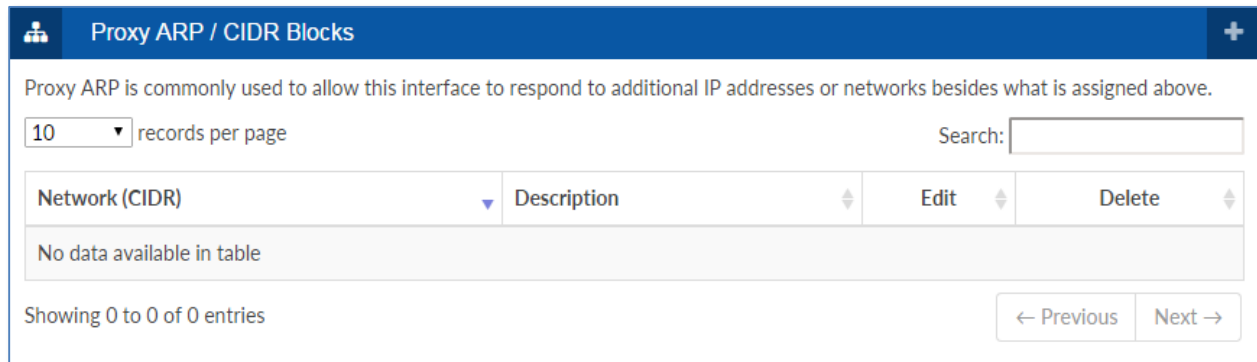 Proxy ARP / CIDR Blocks
Proxy ARP is commonly used to allow this interface to respond to additional IP addresses or networks besides what is assigned above.
10 records per page Search:
Network (CIDR) Description Edit Delete
No data available in table
Showing 0 to 0 of 0 entries ← Previous Next →